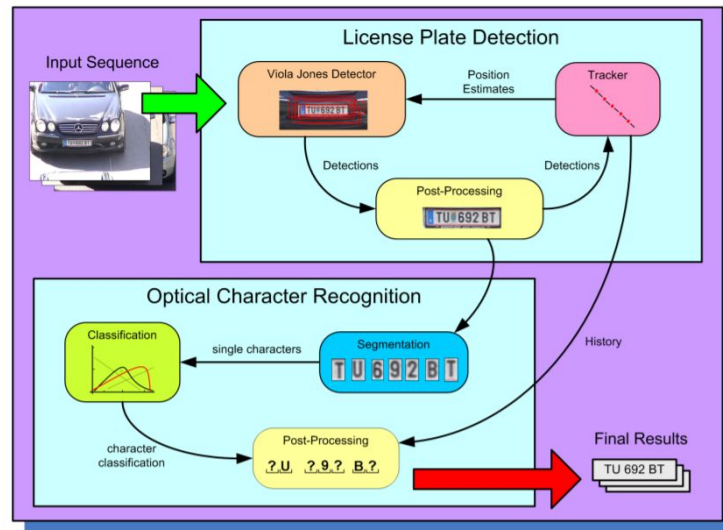 License Plate Detection
Input Sequence
Viola Jones Detector
TU 692 BT
Position
Estimates
Tracker
Detections
Detections
Post-Processing
TU 692 BT
Optical Character Recognition
Classification
single characters
Segmentation
T U 6 9 2 B T
History
character
classification
Post-Processing
? U ? 9 ? B ?
Final Results
TU 692 BT